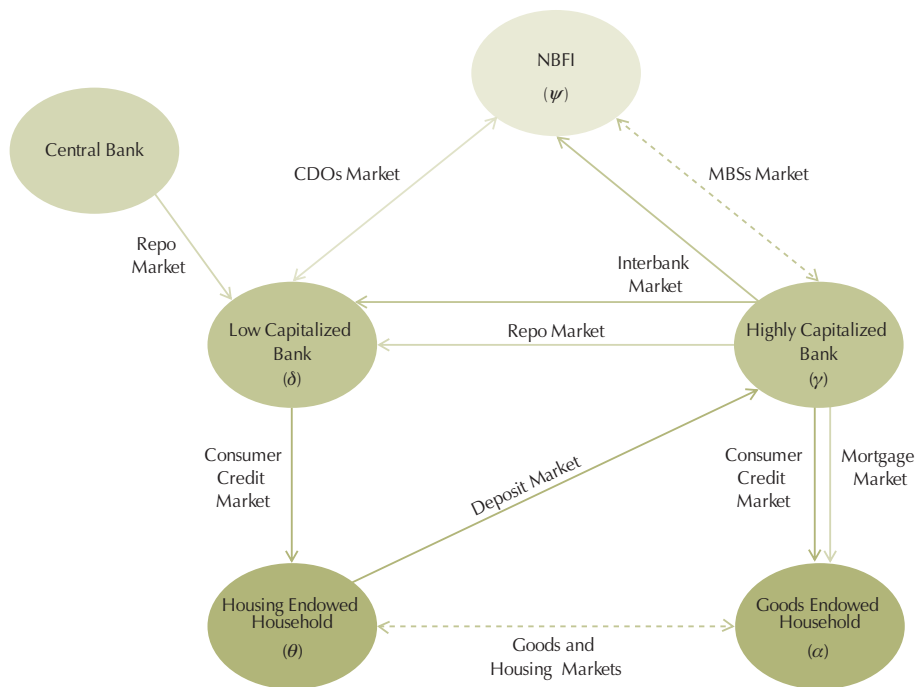 NBFI
(ψ)
Central Bank
CDOs Market
MBSs Market
Repo
Market
Interbank
Market
Low Capitalized
Bank
(δ)
Repo Market
Highly Capitalized
Bank
(γ)
Consumer
Credit
Market
Deposit Market
Consumer
Credit
Market
Mortgage
Market
Housing Endowed
Household
(θ)
Goods and
Housing Markets
Goods Endowed
Household
(α)